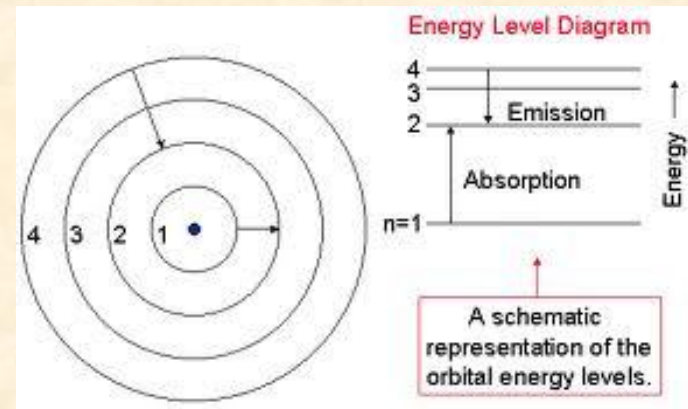 Energy Level Diagram
4
3
2
Emission
Absorption
n=1
Energy
4 3 2 1
A schematic
representation of the
orbital energy levels.